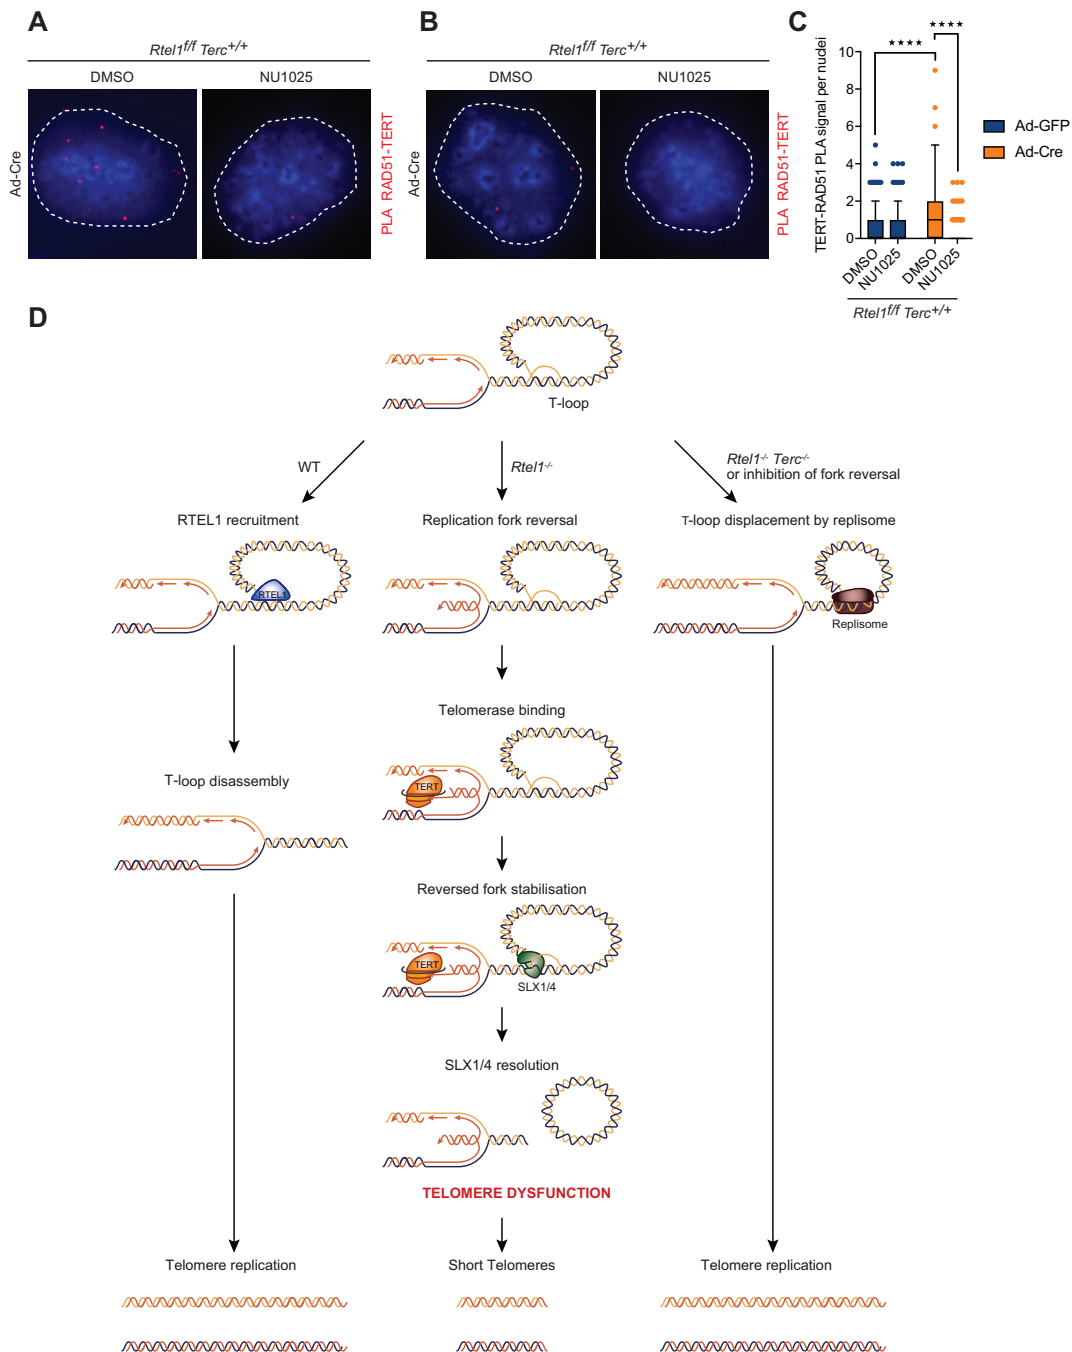 A
Rtel1f/f Terc+/+
DMSO
NU1025
Ad-Cre
PLA RAD51-TERT
B
Rtel1f/f Terc+/+
DMSO
NU1025
Ad-Cre
PLA RAD51-TERT
C
★★★★
★★★★
TERT-RAD51 PLA signal per nuclei
10
8
6
4
2
0
DMSO
NU1025
DMSO
NU1025
Rtel1f/f Terc+/+
Ad-GFP
Ad-Cre
D
T-loop
WT
Rtel1-/-
Rtel1-/- Terc-/-
or inhibition of fork reversal
RTEL1 recruitment
Replication fork reversal
T-loop displacement by replisome
RTEL1
Replisome
Telomerase binding
TERT
T-loop disassembly
Reversed fork stabilisation
TERT
SLX1/4
SLX1/4 resolution
TELOMERE DYSFUNCTION
Telomere replication
Short Telomeres
Telomere replication